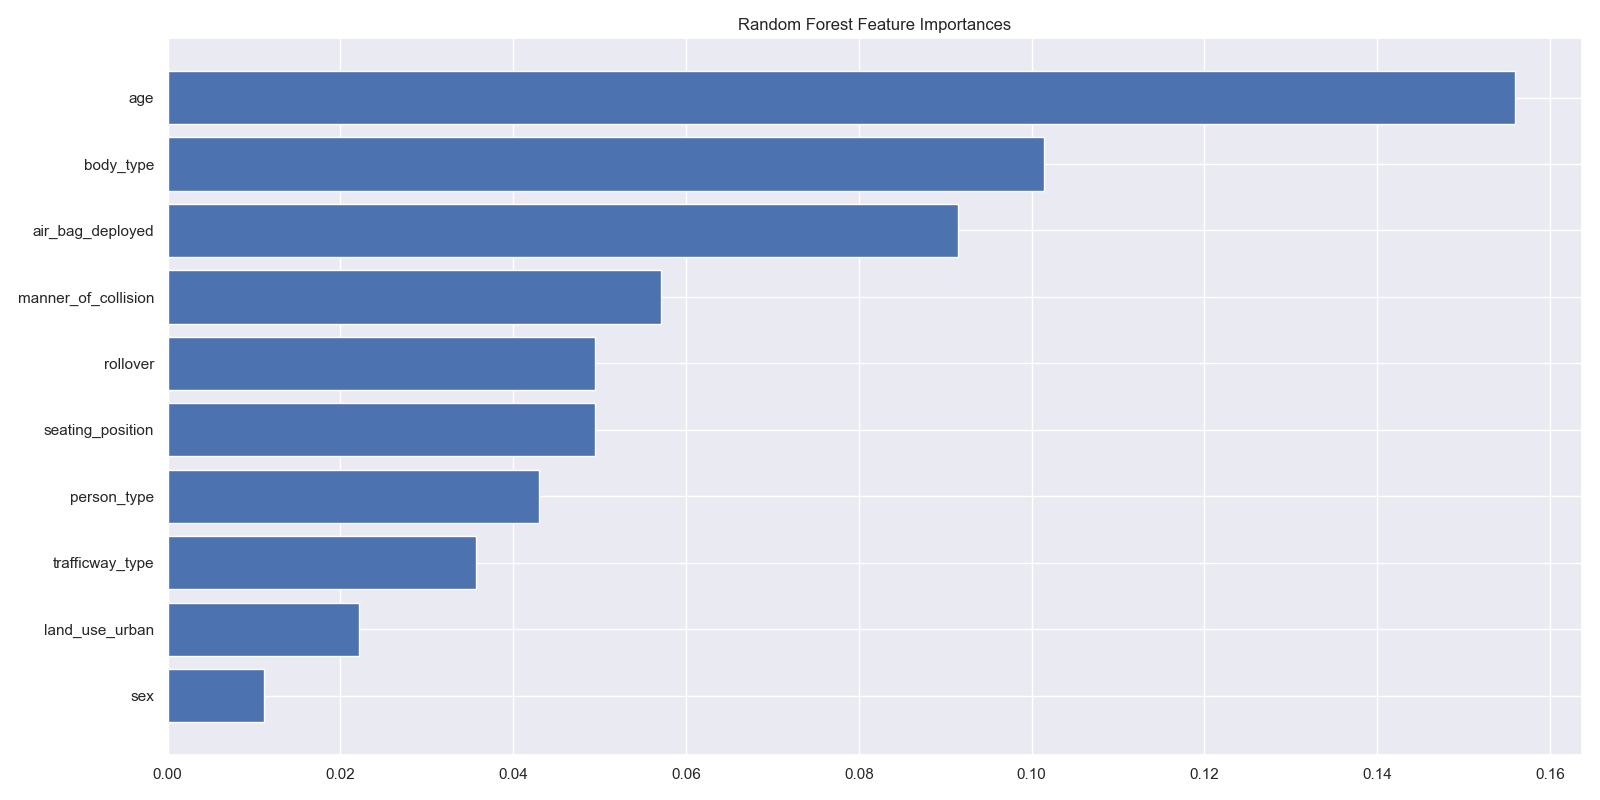 Random Forest Feature Importances
age
body_type
air_bag_deployed
manner_of_collision
rollover
seating_position
person_type
trafficway_type
land_use_urban
sex
0.00 0.02 0.04 0.06 0.08 0.10 0.12 0.14 0.16